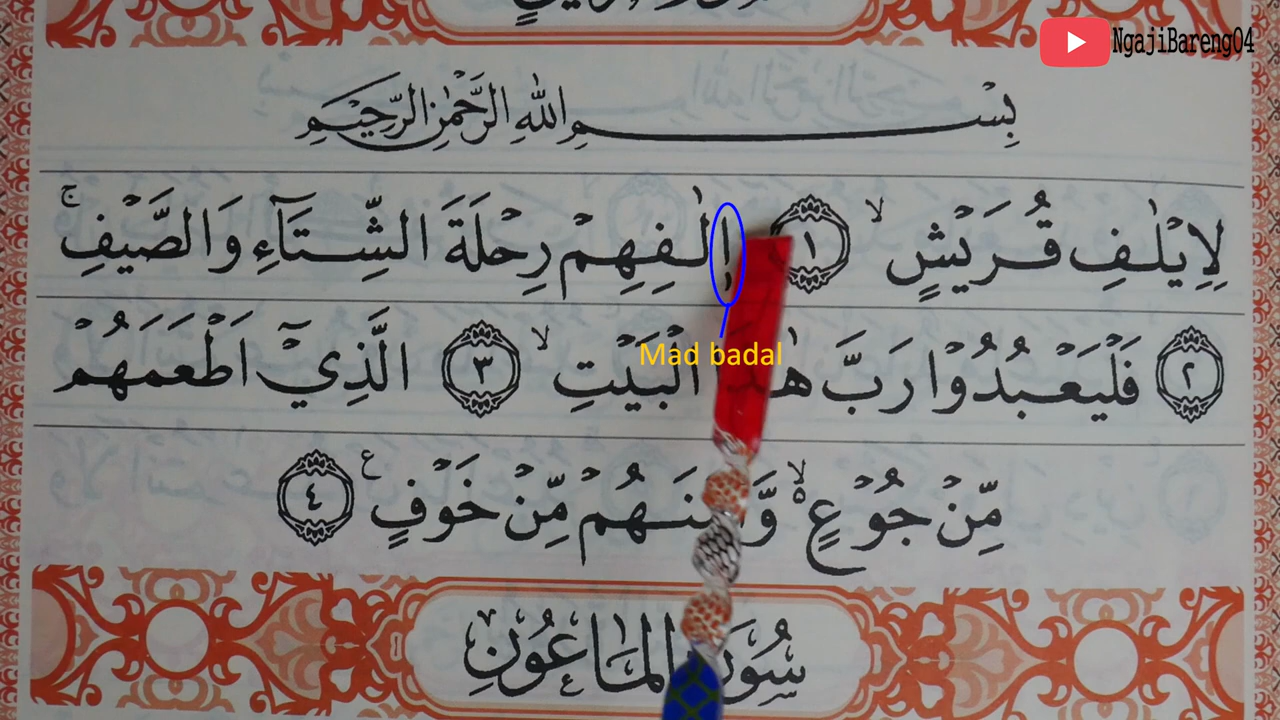 NgajiBareng04
بِسْمِ اللّٰهِ الرَّحْمٰنِ الرَّحِيْمِ
لِاِيْلٰفِ قُرَيْشٍۙ ١ اٖلٰفِهِمْ رِحْلَةَ الشِّتَاۤءِ وَالصَّيْفِۚ
٢ فَلْيَعْبُدُوْا رَبَّ الْبَيْتِۙ ٣ الَّذِيْٓ اَطْعَمَهُمْ
Mad badal
مِّنْ جُوْعٍ ەۙ مِّنْ خَوْفٍ ࣖ ٤
سُوْرَةُ الْمَاعُوْنِ